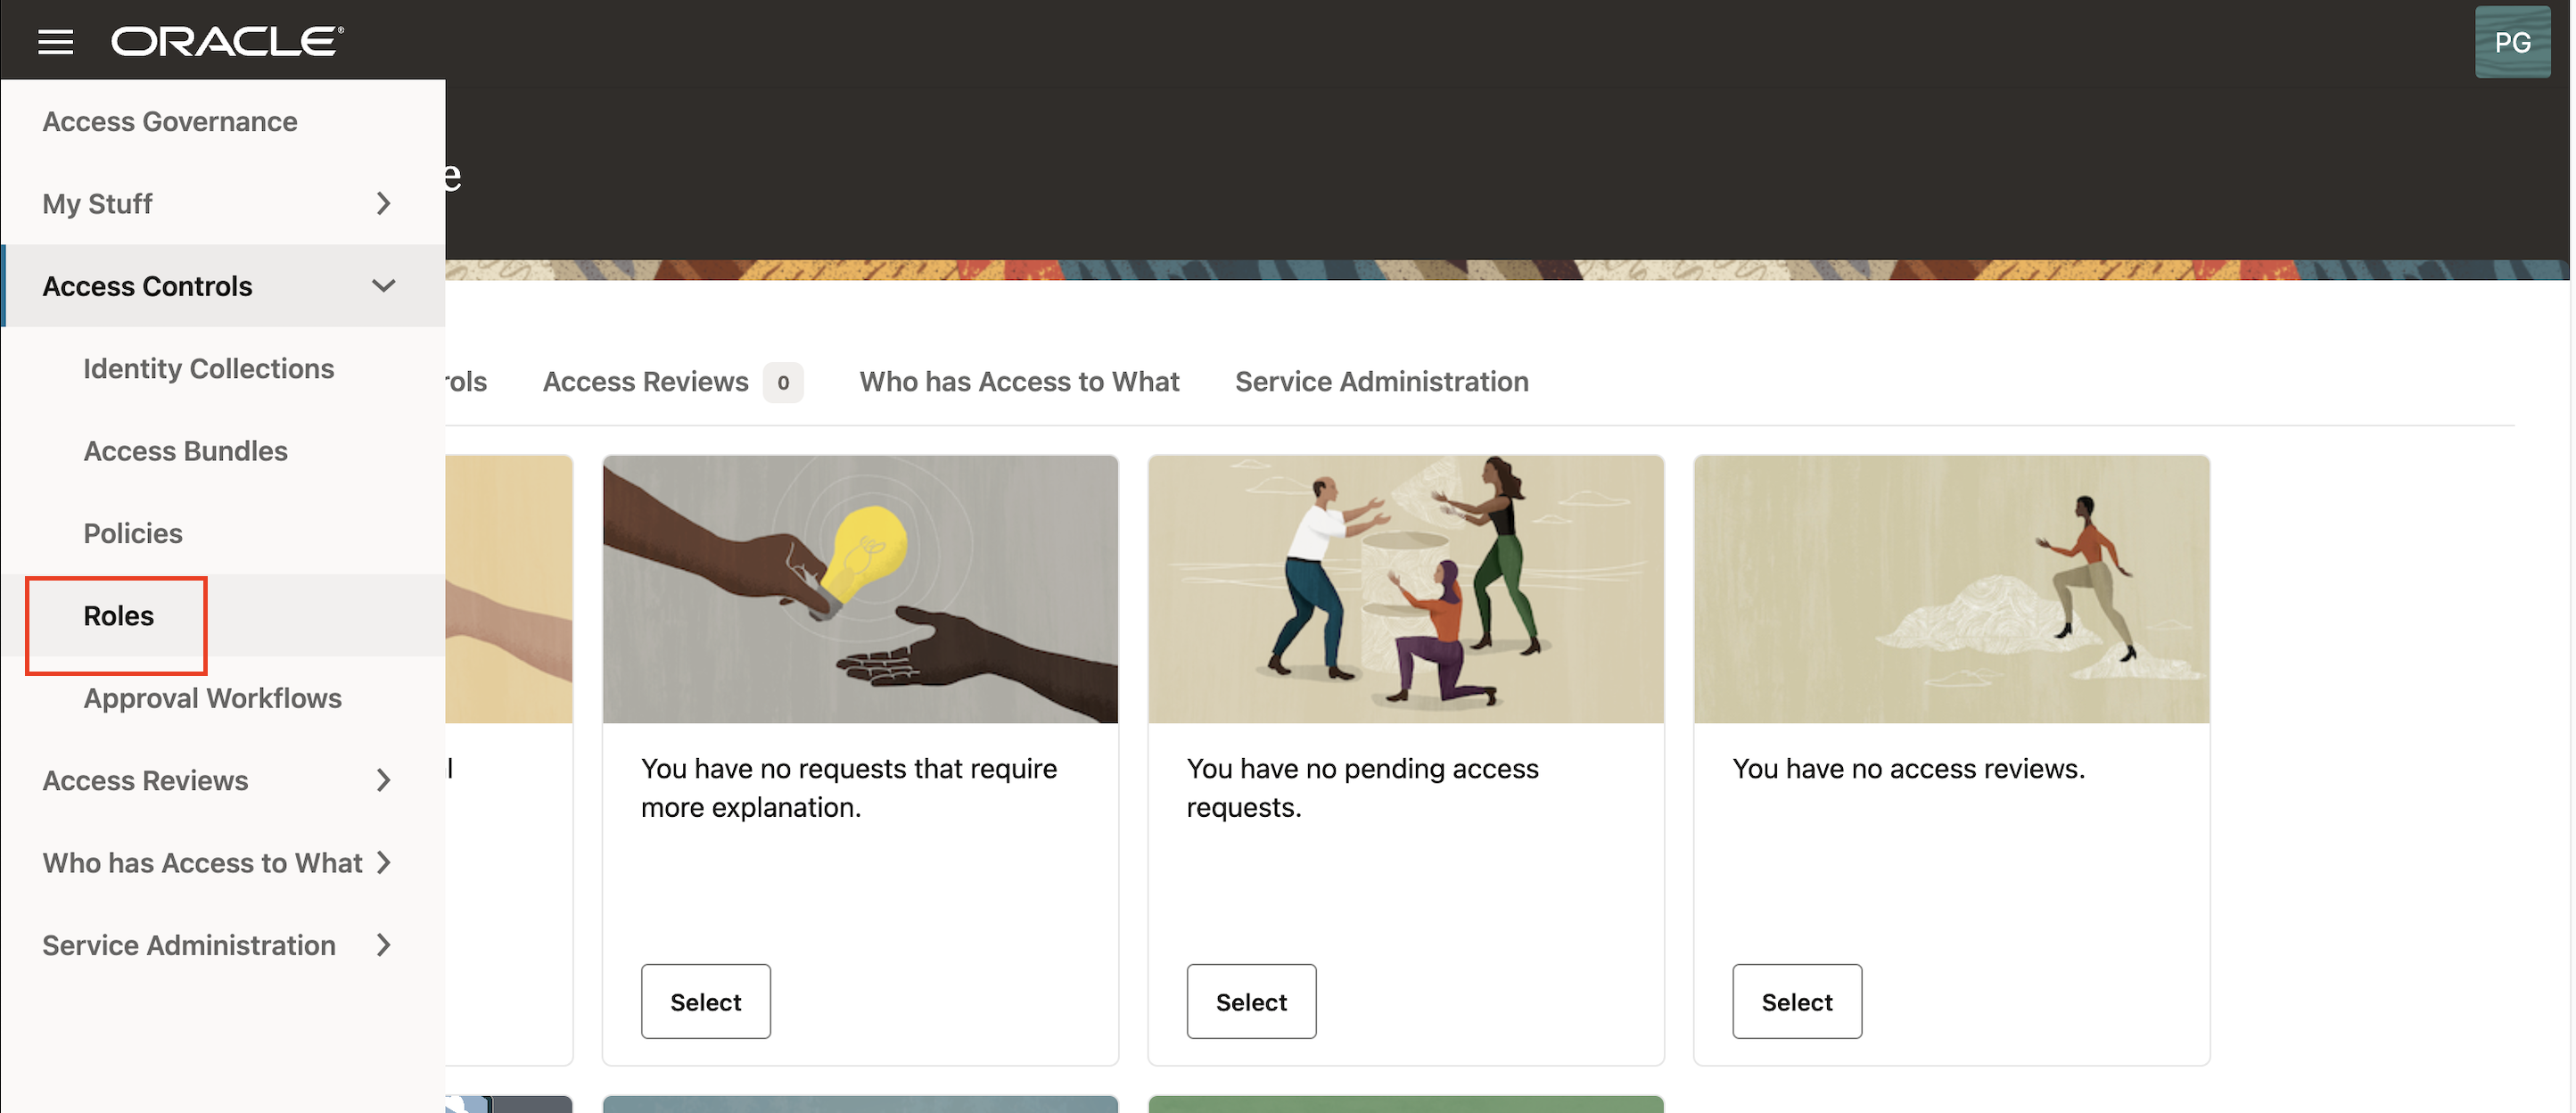 ORACLE®
PG
Access Governance
My Stuff
Access Controls
Identity Collections
Access Bundles
Policies
Roles
Approval Workflows
Access Reviews
Who has Access to What
Service Administration
e
rols
Access Reviews 0
Who has Access to What
Service Administration
l
You have no requests that require
more explanation.
Select
You have no pending access
requests.
Select
You have no access reviews.
Select